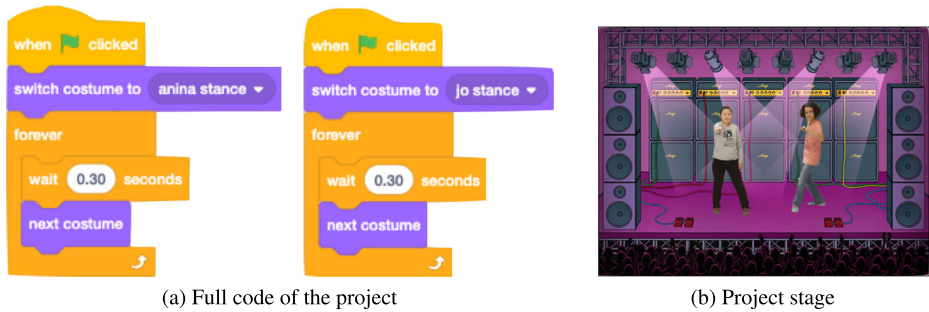 when clicked
switch costume to anina stance
forever
wait 0.30 seconds
next costume
when clicked
switch costume to jo stance
forever
wait 0.30 seconds
next costume
(a) Full code of the project
(b) Project stage